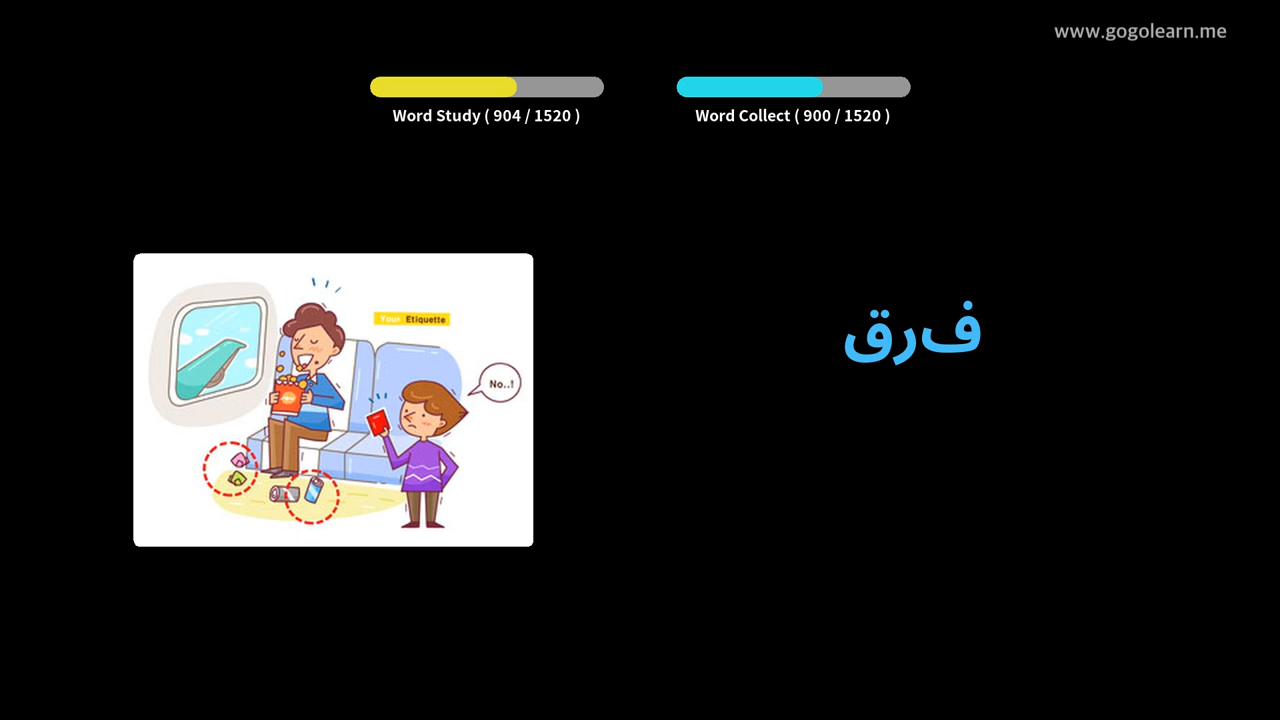 www.gogolearn.me
Word Study ( 904 / 1520 )
Word Collect ( 900 / 1520 )
Your Etiquette
No..!
فرق